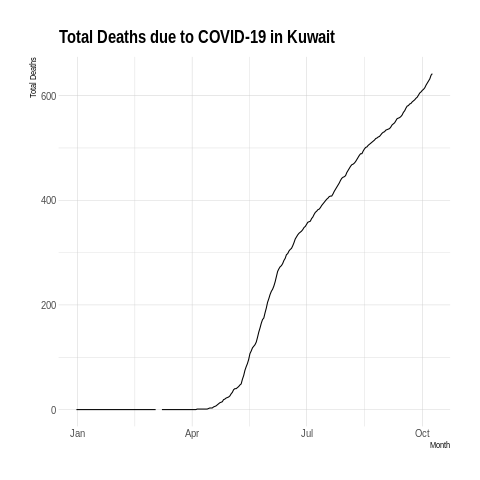 Total Deaths due to COVID-19 in Kuwait
Total Deaths
600
400
200
0
Jan Apr Jul Oct
Month